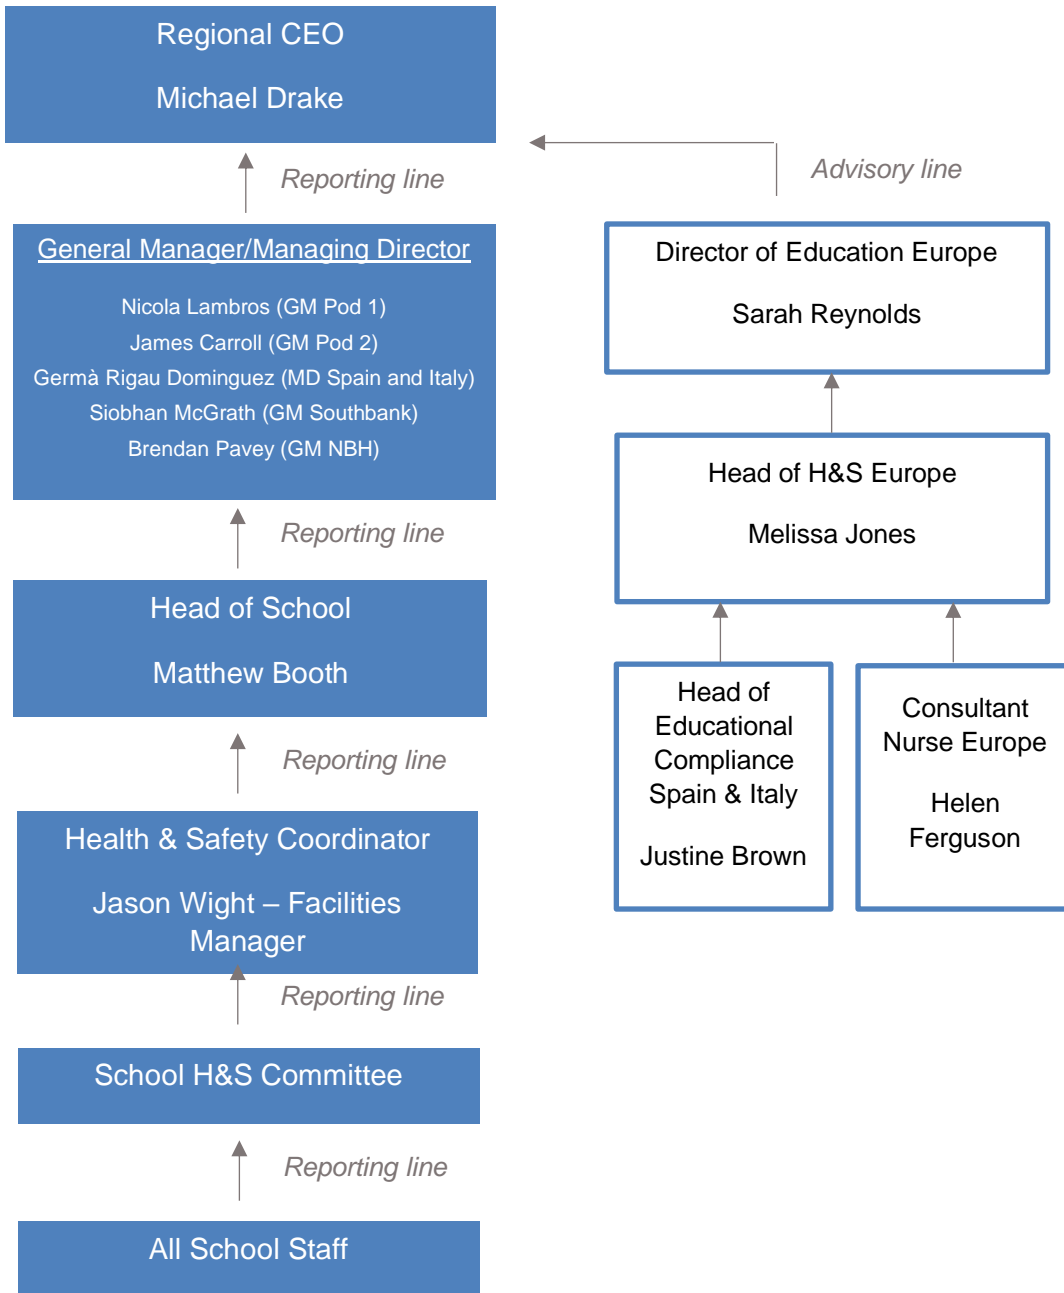 Regional CEO
Michael Drake
Reporting line
Advisory line
General Manager/Managing Director
Nicola Lambros (GM Pod 1)
James Carroll (GM Pod 2)
Germà Rigau Dominguez (MD Spain and Italy)
Siobhan McGrath (GM Southbank)
Brendan Pavey (GM NBH)
Director of Education Europe
Sarah Reynolds
Head of H&S Europe
Melissa Jones
Reporting line
Head of School
Matthew Booth
Head of
Educational
Compliance
Spain & Italy
Justine Brown
Consultant
Nurse Europe
Helen
Ferguson
Reporting line
Health & Safety Coordinator
Jason Wight – Facilities
Manager
Reporting line
School H&S Committee
Reporting line
All School Staff